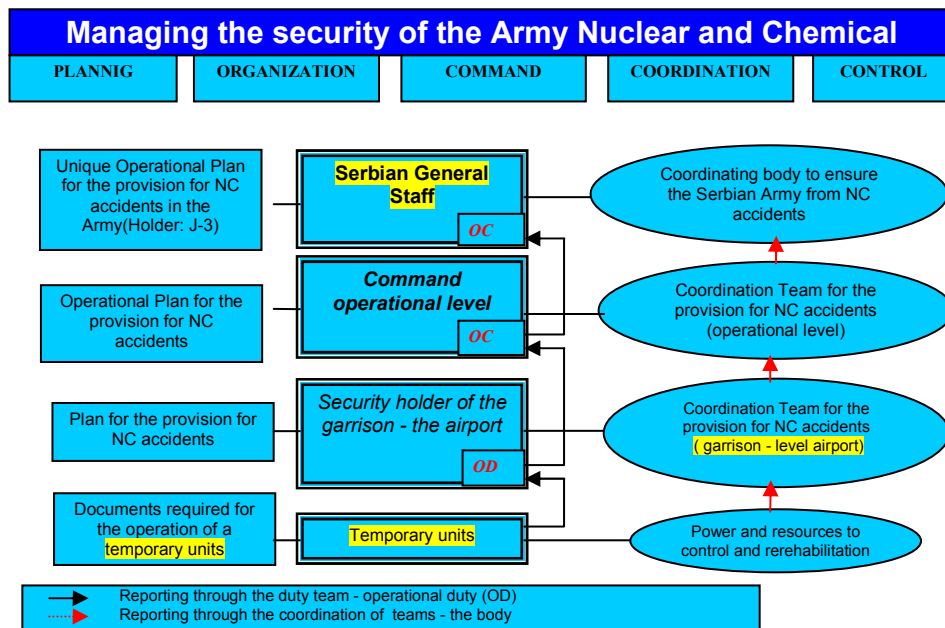 Managing the security of the Army Nuclear and Chemical
PLANNIG
ORGANIZATION
COMMAND
COORDINATION
CONTROL
Unique Operational Plan
for the provision for NC
accidents in the
Army(Holder: J-3)
Serbian General
Staff
OC
Coordinating body to ensure
the Serbian Army from NC
accidents
Operational Plan for the
provision for NC
accidents
Command
operational level
OC
Coordination Team for the
provision for NC accidents
(operational level)
Plan for the provision for
NC accidents
Security holder of the
garrison - the airport
OD
Coordination Team for the
provision for NC accidents
( garrison - level airport)
Documents required for
the operation of a
temporary units
Temporary units
Power and resources to
control and rerehabilitation
Reporting through the duty team - operational duty (OD)
Reporting through the coordination of teams - the body